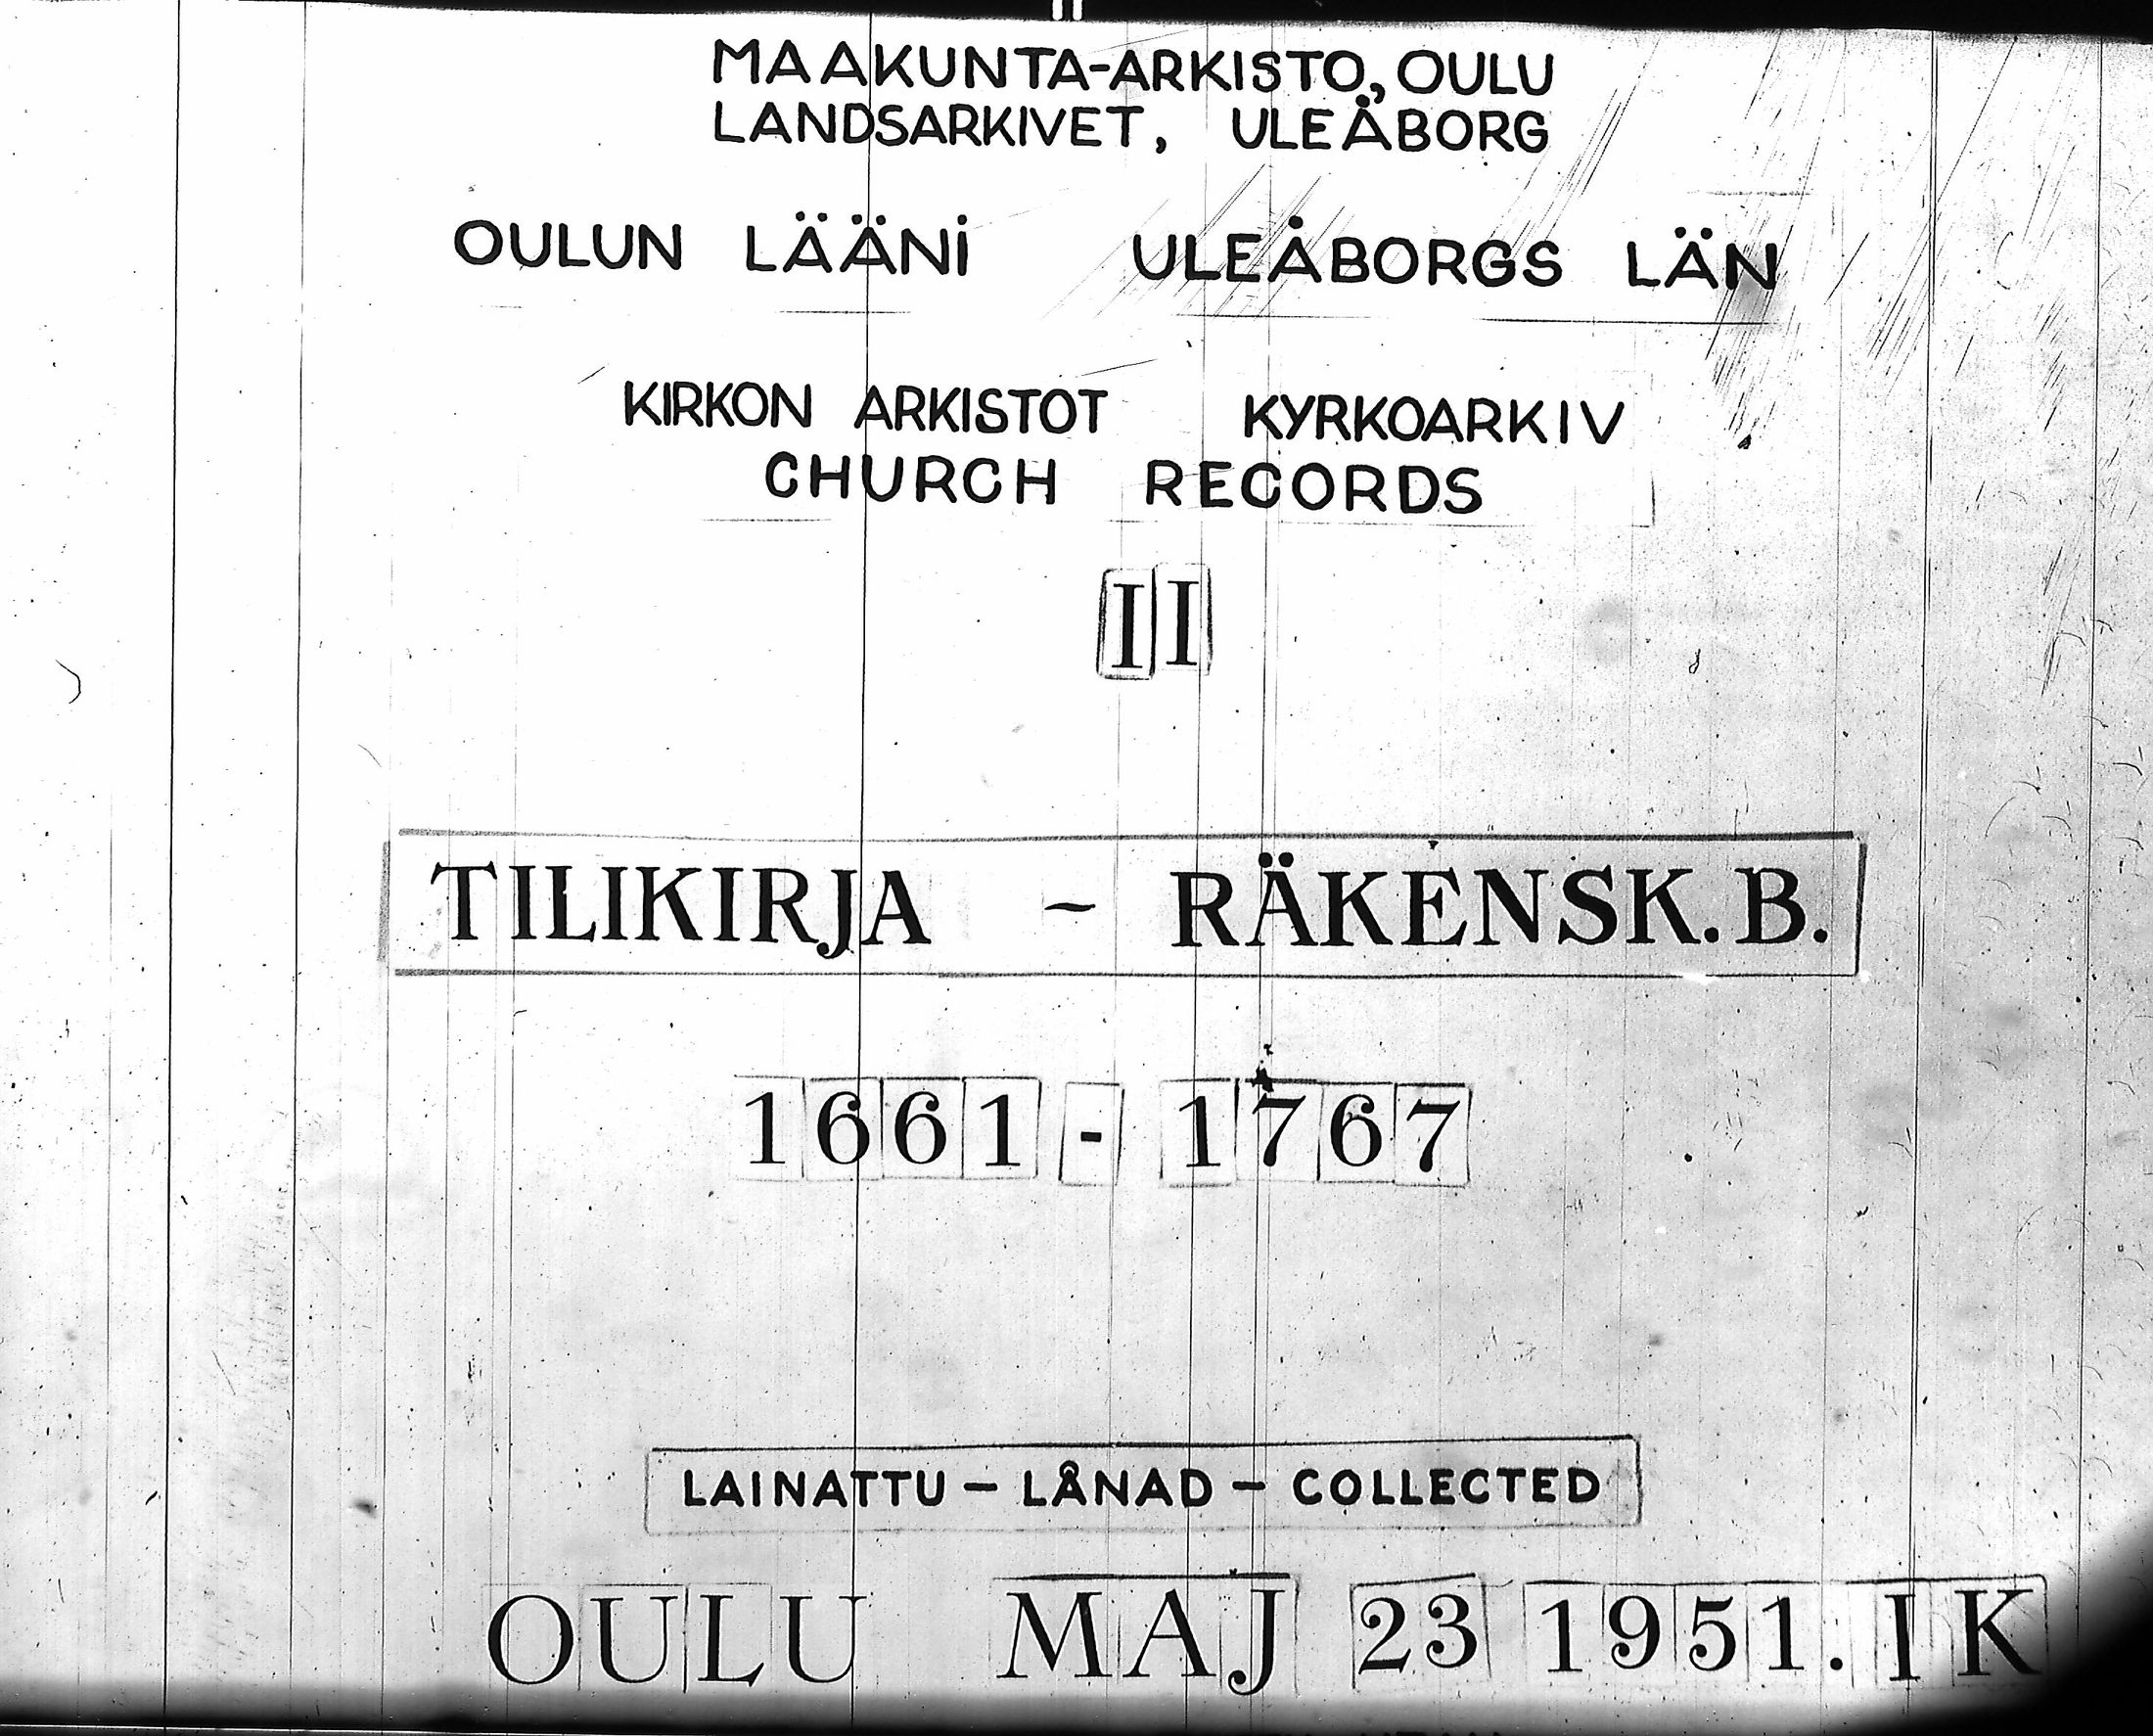 MAAKUNTA-ARKISTO, OULU
LANDSARKIVET, ULEÅBORG
OULUN LÄÄNI ULEÅBORGS LÄN
KIRKON ARKISTOT KYRKOARKIV
CHURCH RECORDS
II
TILIKIRJA - RÄKENSK.B.
1661 - 1767
LAINATTU - LÅNAD - COLLECTED
OULU MAJ 23 1951. IK